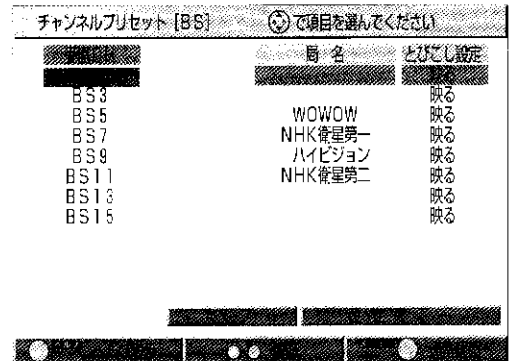 チャンネルプリセット [BS] で項目を選んでください
局 名 とびこし設定
映る
BS3 映る
BS5 WOWOW 映る
BS7 NHK衛星第一 映る
BS9 ハイビジョン 映る
BS11 NHK衛星第二 映る
BS13 映る
BS15 映る